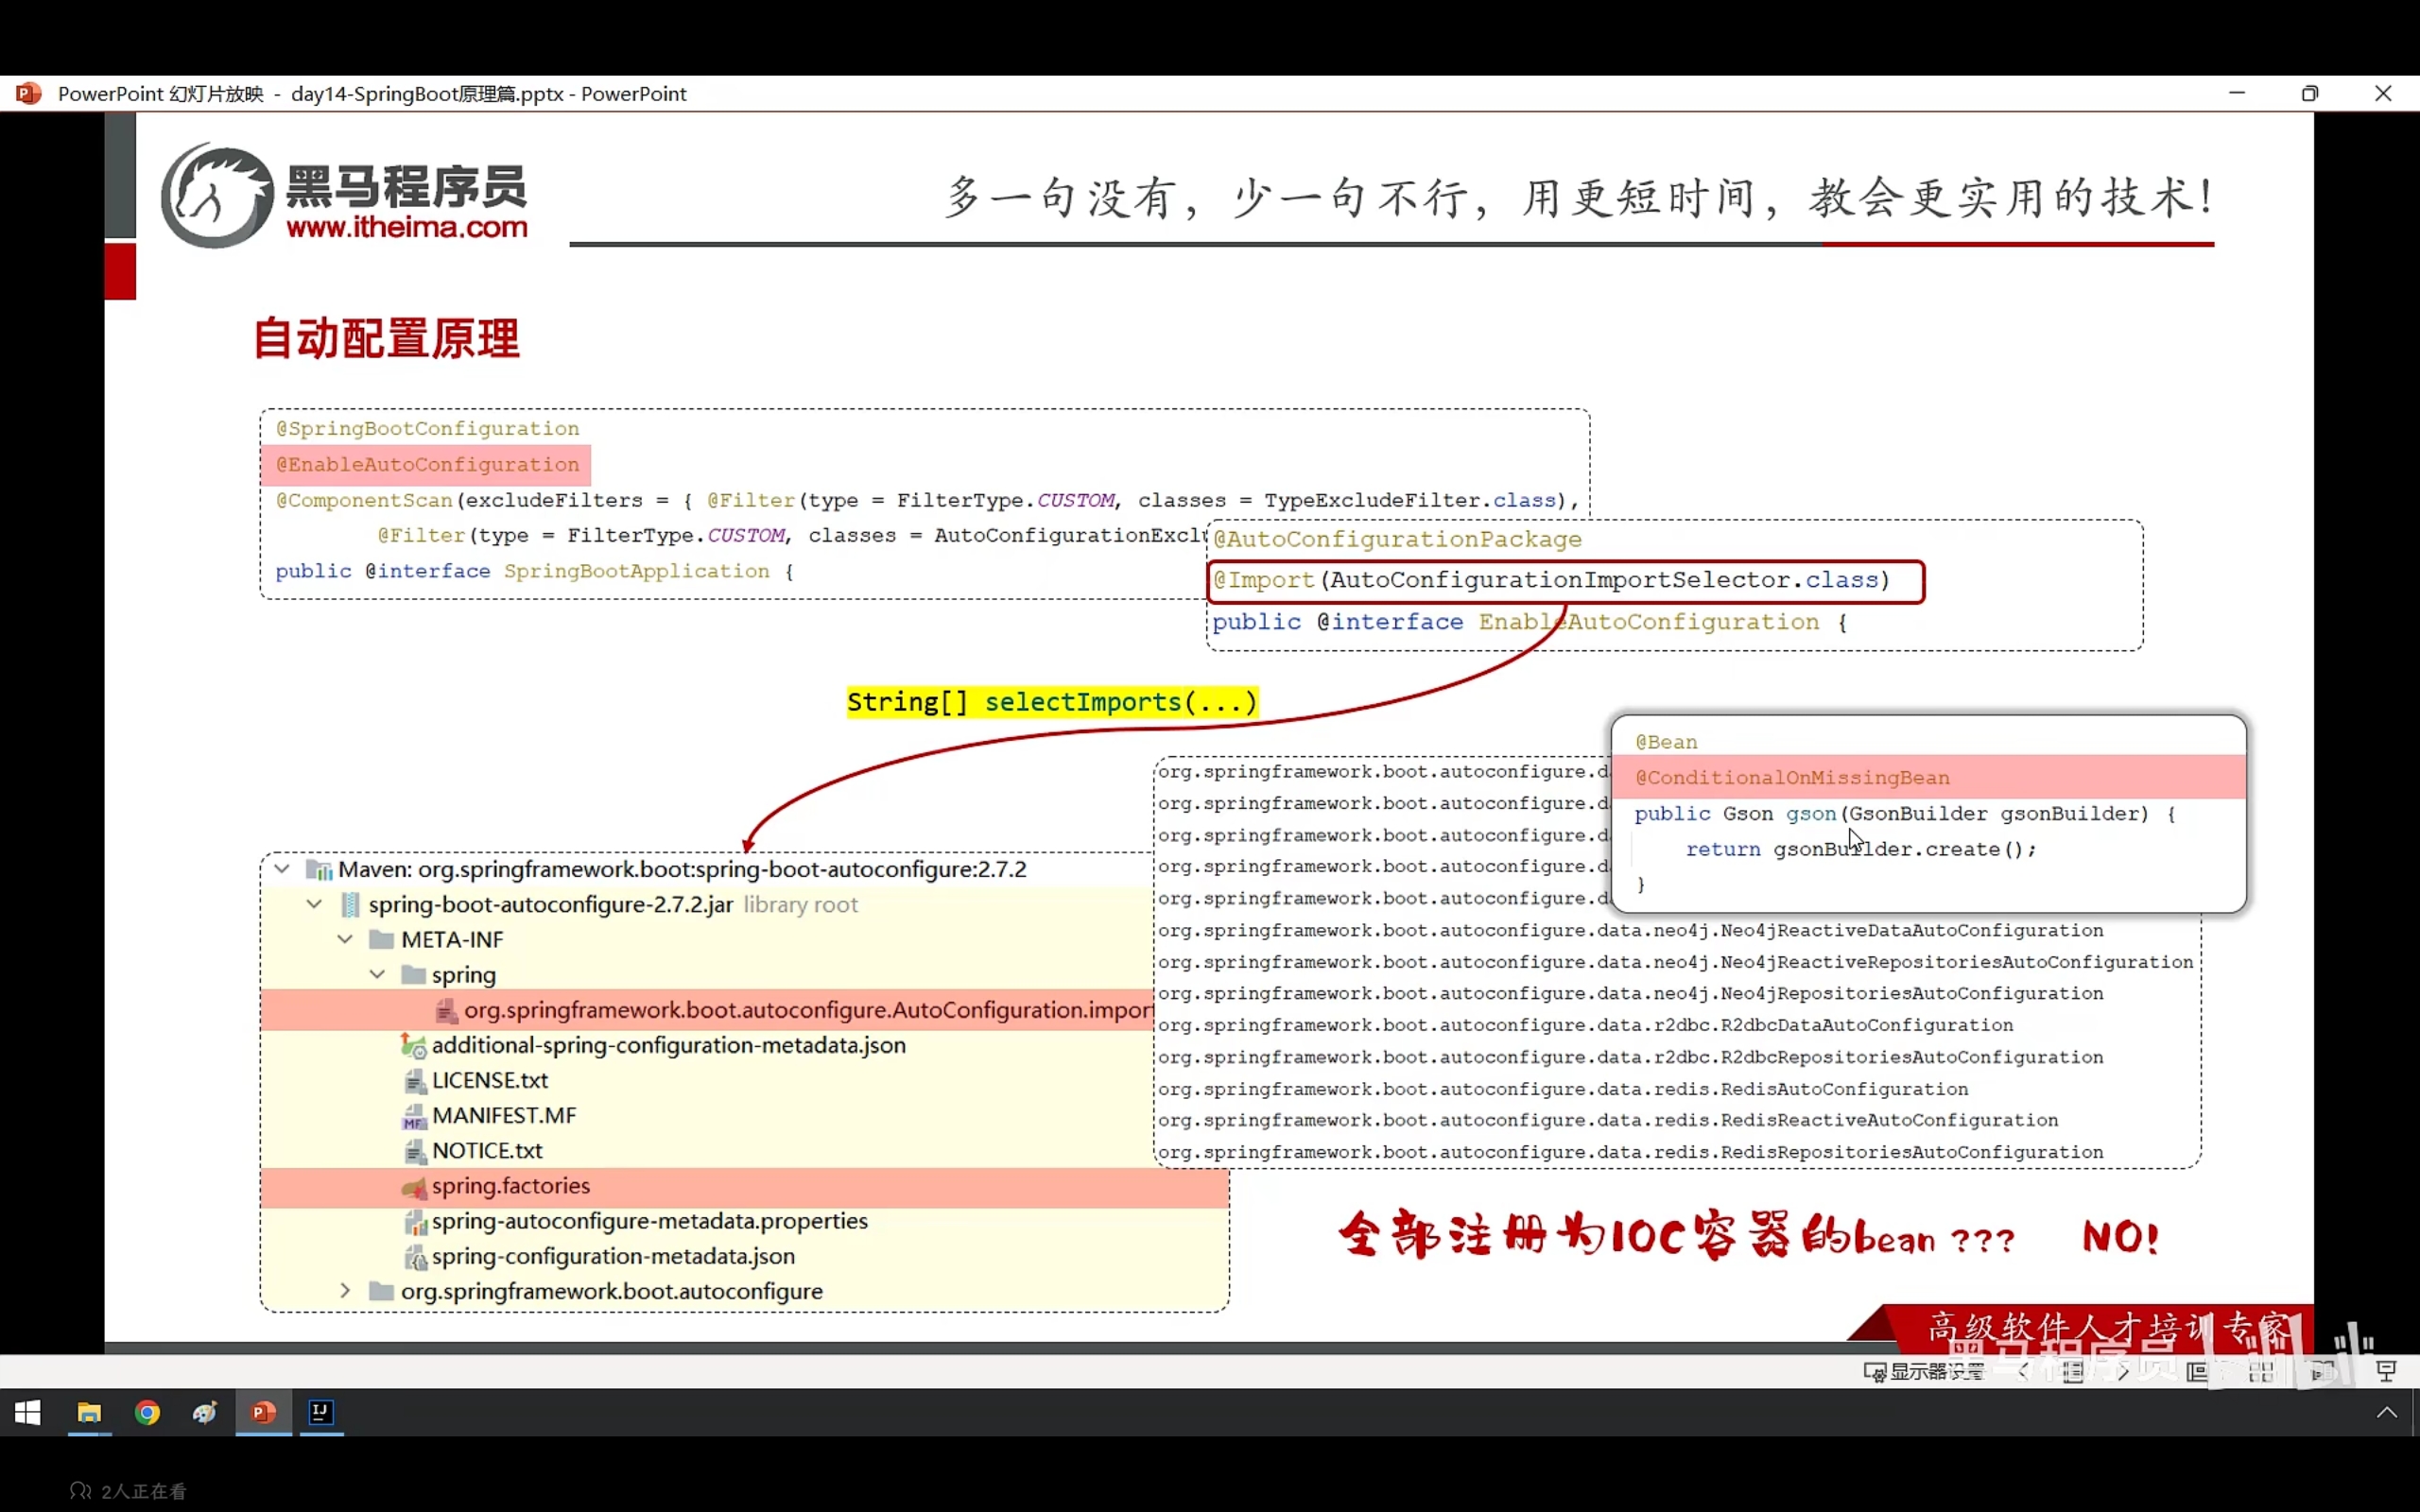 PowerPoint 幻灯片放映 - day14-SpringBoot原理篇.pptx - PowerPoint
黑马程序员
www.itheima.com
多一句没有，少一句不行，用更短时间，教会更实用的技术！
自动配置原理
@SpringBootConfiguration
@EnableAutoConfiguration
@ComponentScan(excludeFilters = { @Filter(type = FilterType.CUSTOM, classes = TypeExcludeFilter.class),
@Filter(type = FilterType.CUSTOM, classes = AutoConfigurationExcl
public @interface SpringBootApplication {
@AutoConfigurationPackage
@Import(AutoConfigurationImportSelector.class)
public @interface EnableAutoConfiguration {
String[] selectImports(...)
@Bean
@ConditionalOnMissingBean
public Gson gson(GsonBuilder gsonBuilder) {
return gsonBuilder.create();
}
org.springframework.boot.autoconfigure.da
org.springframework.boot.autoconfigure.da
org.springframework.boot.autoconfigure.da
org.springframework.boot.autoconfigure.da
org.springframework.boot.autoconfigure.da
org.springframework.boot.autoconfigure.data.neo4j.Neo4jReactiveDataAutoConfiguration
org.springframework.boot.autoconfigure.data.neo4j.Neo4jReactiveRepositoriesAutoConfiguration
org.springframework.boot.autoconfigure.data.neo4j.Neo4jRepositoriesAutoConfiguration
org.springframework.boot.autoconfigure.data.r2dbc.R2dbcDataAutoConfiguration
org.springframework.boot.autoconfigure.data.r2dbc.R2dbcRepositoriesAutoConfiguration
org.springframework.boot.autoconfigure.data.redis.RedisAutoConfiguration
org.springframework.boot.autoconfigure.data.redis.RedisReactiveAutoConfiguration
org.springframework.boot.autoconfigure.data.redis.RedisRepositoriesAutoConfiguration
Maven: org.springframework.boot:spring-boot-autoconfigure:2.7.2
spring-boot-autoconfigure-2.7.2.jar library root
META-INF
spring
org.springframework.boot.autoconfigure.AutoConfiguration.impor
additional-spring-configuration-metadata.json
LICENSE.txt
MANIFEST.MF
NOTICE.txt
spring.factories
spring-autoconfigure-metadata.properties
spring-configuration-metadata.json
org.springframework.boot.autoconfigure
全部注册为IOC容器的bean ??? NO!
高级软件人才培训专家
黑马程序员
显示器设置
2人正在看